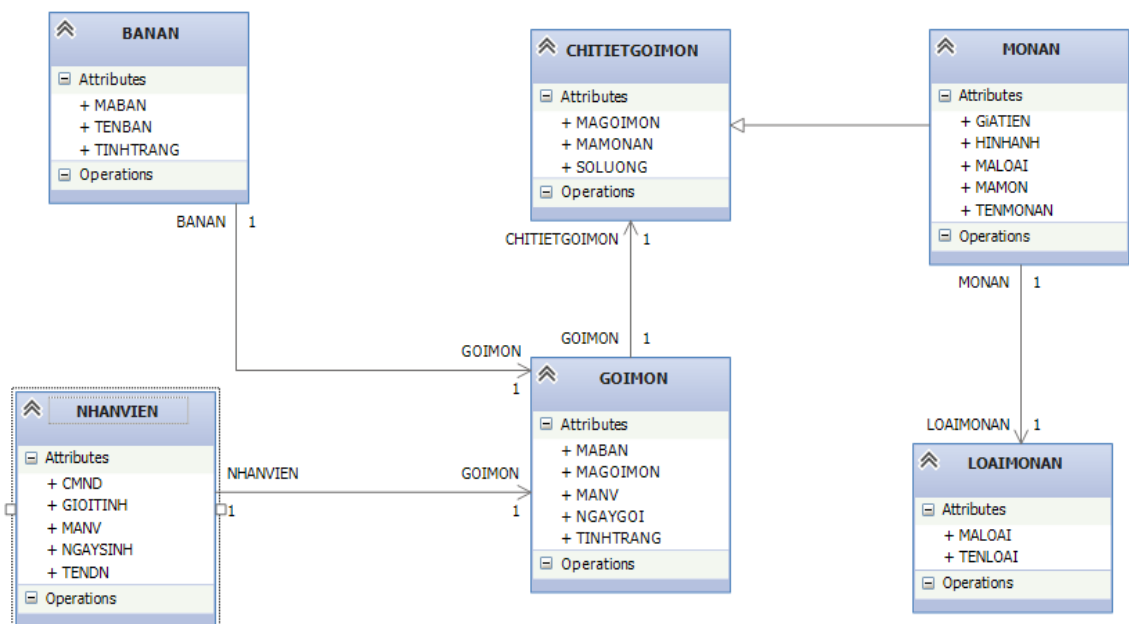 BANAN
Attributes
+ MABAN
+ TENBAN
+ TINHTRANG
Operations
BANAN 1
CHITIETGOIMON
Attributes
+ MAGOIMON
+ MAMONAN
+ SOLUONG
Operations
CHITIETGOIMON 1
MONAN
Attributes
+ GiATIEN
+ HINHANH
+ MALOAI
+ MAMON
+ TENMONAN
Operations
MONAN 1
GOIMON 1
GOIMON
1
GOIMON
Attributes
+ MABAN
+ MAGOIMON
+ MANV
+ NGAYGOI
+ TINHTRANG
Operations
NHANVIEN
Attributes
+ CMND
+ GIOITINH
+ MANV
+ NGAYSINH
+ TENDN
Operations
NHANVIEN
1
GOIMON
1
LOAIMONAN 1
LOAIMONAN
Attributes
+ MALOAI
+ TENLOAI
Operations